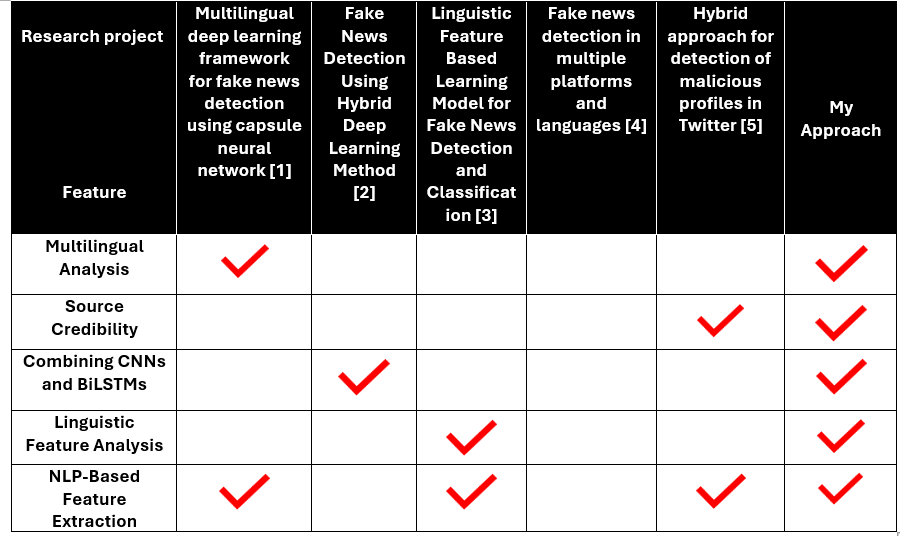 Research project
Feature
Multilingual
deep learning
framework
for fake news
detection
using capsule
neural
network [1]
Fake
News
Detection
Using
Hybrid
Deep
Learning
Method
[2]
Linguistic
Feature
Based
Learning
Model for
Fake News
Detection
and
Classificat
ion [3]
Fake news
detection in
multiple
platforms
and
languages [4]
Hybrid
approach for
detection of
malicious
profiles in
Twitter [5]
My
Approach
Multilingual
Analysis
Source
Credibility
Combining CNNs
and BiLSTMs
Linguistic
Feature Analysis
NLP-Based
Feature
Extraction